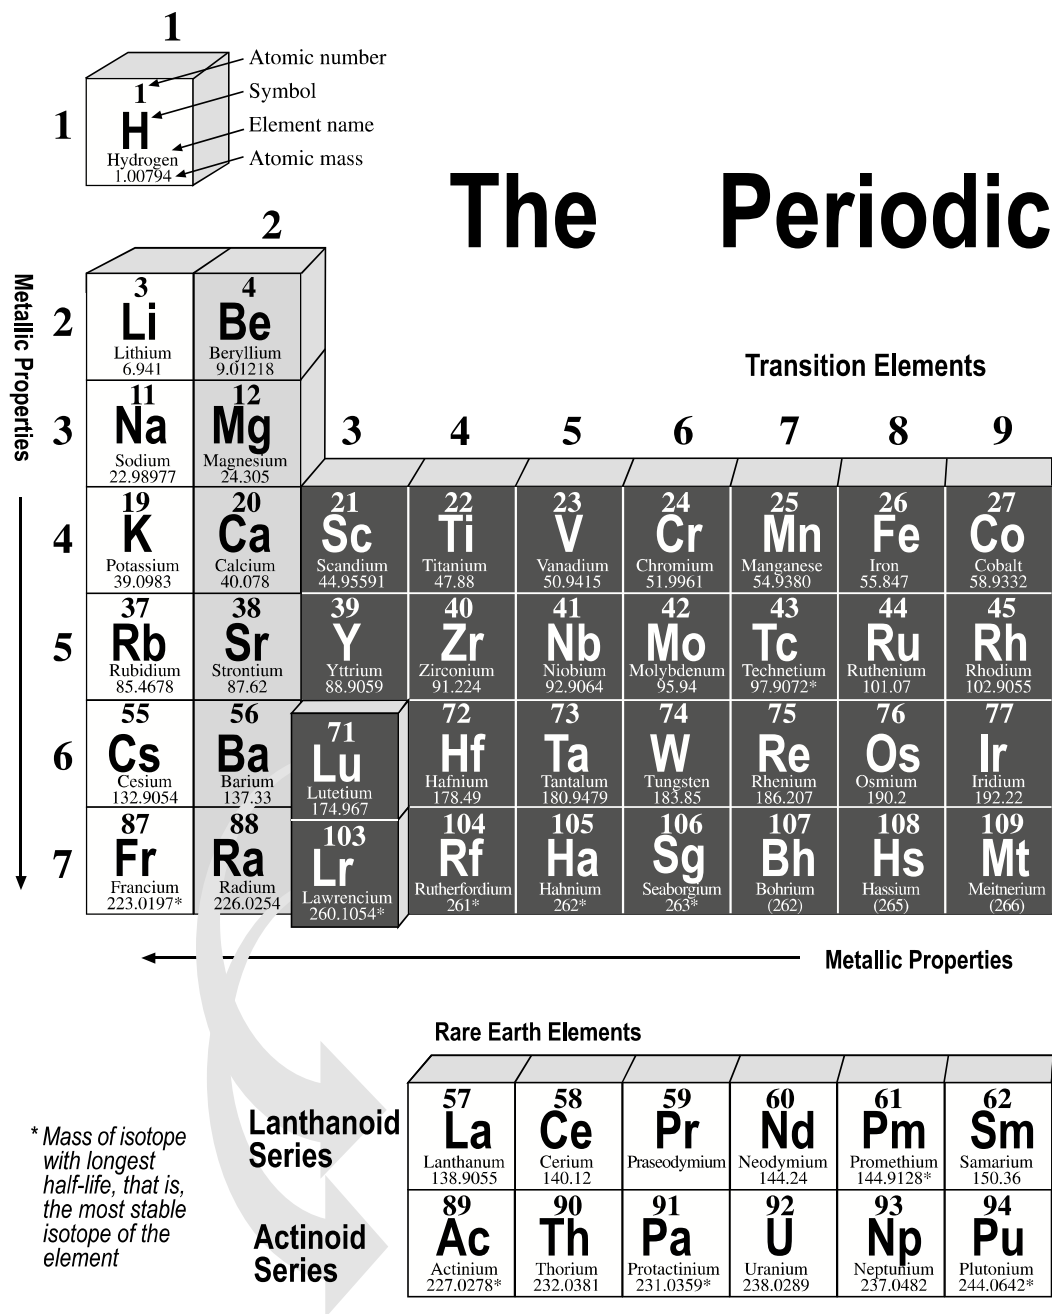 1
Atomic number
1
Symbol
1
H
Element name
Hydrogen
Atomic mass
1.00794
The Periodic
2
Metallic Properties
2
3
Li
Lithium
6.941
4
Be
Beryllium
9.01218
Transition Elements
3
11
Na
Sodium
22.98977
12
Mg
Magnesium
24.305
3 4 5 6 7 8 9
4
19
K
Potassium
39.0983
20
Ca
Calcium
40.078
21
Sc
Scandium
44.95591
22
Ti
Titanium
47.88
23
V
Vanadium
50.9415
24
Cr
Chromium
51.9961
25
Mn
Manganese
54.9380
26
Fe
Iron
55.847
27
Co
Cobalt
58.9332
5
37
Rb
Rubidium
85.4678
38
Sr
Strontium
87.62
39
Y
Yttrium
88.9059
40
Zr
Zirconium
91.224
41
Nb
Niobium
92.9064
42
Mo
Molybdenum
95.94
43
Tc
Technetium
97.9072*
44
Ru
Ruthenium
101.07
45
Rh
Rhodium
102.9055
6
55
Cs
Cesium
132.9054
56
Ba
Barium
137.33
71
Lu
Lutetium
174.967
72
Hf
Hafnium
178.49
73
Ta
Tantalum
180.9479
74
W
Tungsten
183.85
75
Re
Rhenium
186.207
76
Os
Osmium
190.2
77
Ir
Iridium
192.22
7
87
Fr
Francium
223.0197*
88
Ra
Radium
226.0254
103
Lr
Lawrencium
260.1054*
104
Rf
Rutherfordium
261*
105
Ha
Hahnium
262*
106
Sg
Seaborgium
263*
107
Bh
Bohrium
(262)
108
Hs
Hassium
(265)
109
Mt
Meitnerium
(266)
Metallic Properties
Rare Earth Elements
Lanthanoid
Series
57
La
Lanthanum
138.9055
58
Ce
Cerium
140.12
59
Pr
Praseodymium
60
Nd
Neodymium
144.24
61
Pm
Promethium
144.9128*
62
Sm
Samarium
150.36
Actinoid
Series
89
Ac
Actinium
227.0278*
90
Th
Thorium
232.0381
91
Pa
Protactinium
231.0359*
92
U
Uranium
238.0289
93
Np
Neptunium
237.0482
94
Pu
Plutonium
244.0642*
* Mass of isotope
with longest
half-life, that is,
the most stable
isotope of the
element